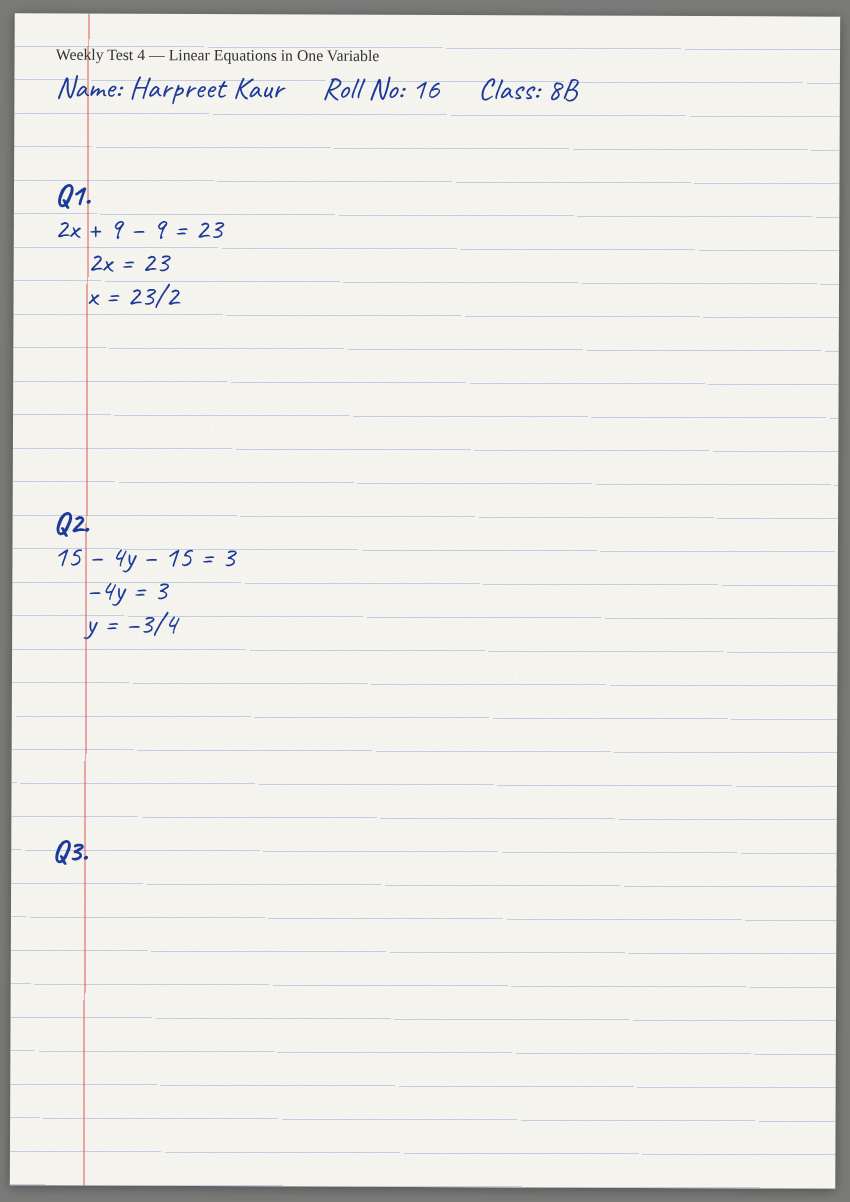 Weekly Test 4 — Linear Equations in One Variable
Name: Harpreet Kaur Roll No: 16 Class: 8B
Q1.
2x + 9 – 9 = 23
2x = 23
x = 23/2
Q2.
15 – 4y – 15 = 3
–4y = 3
y = –3/4
Q3.